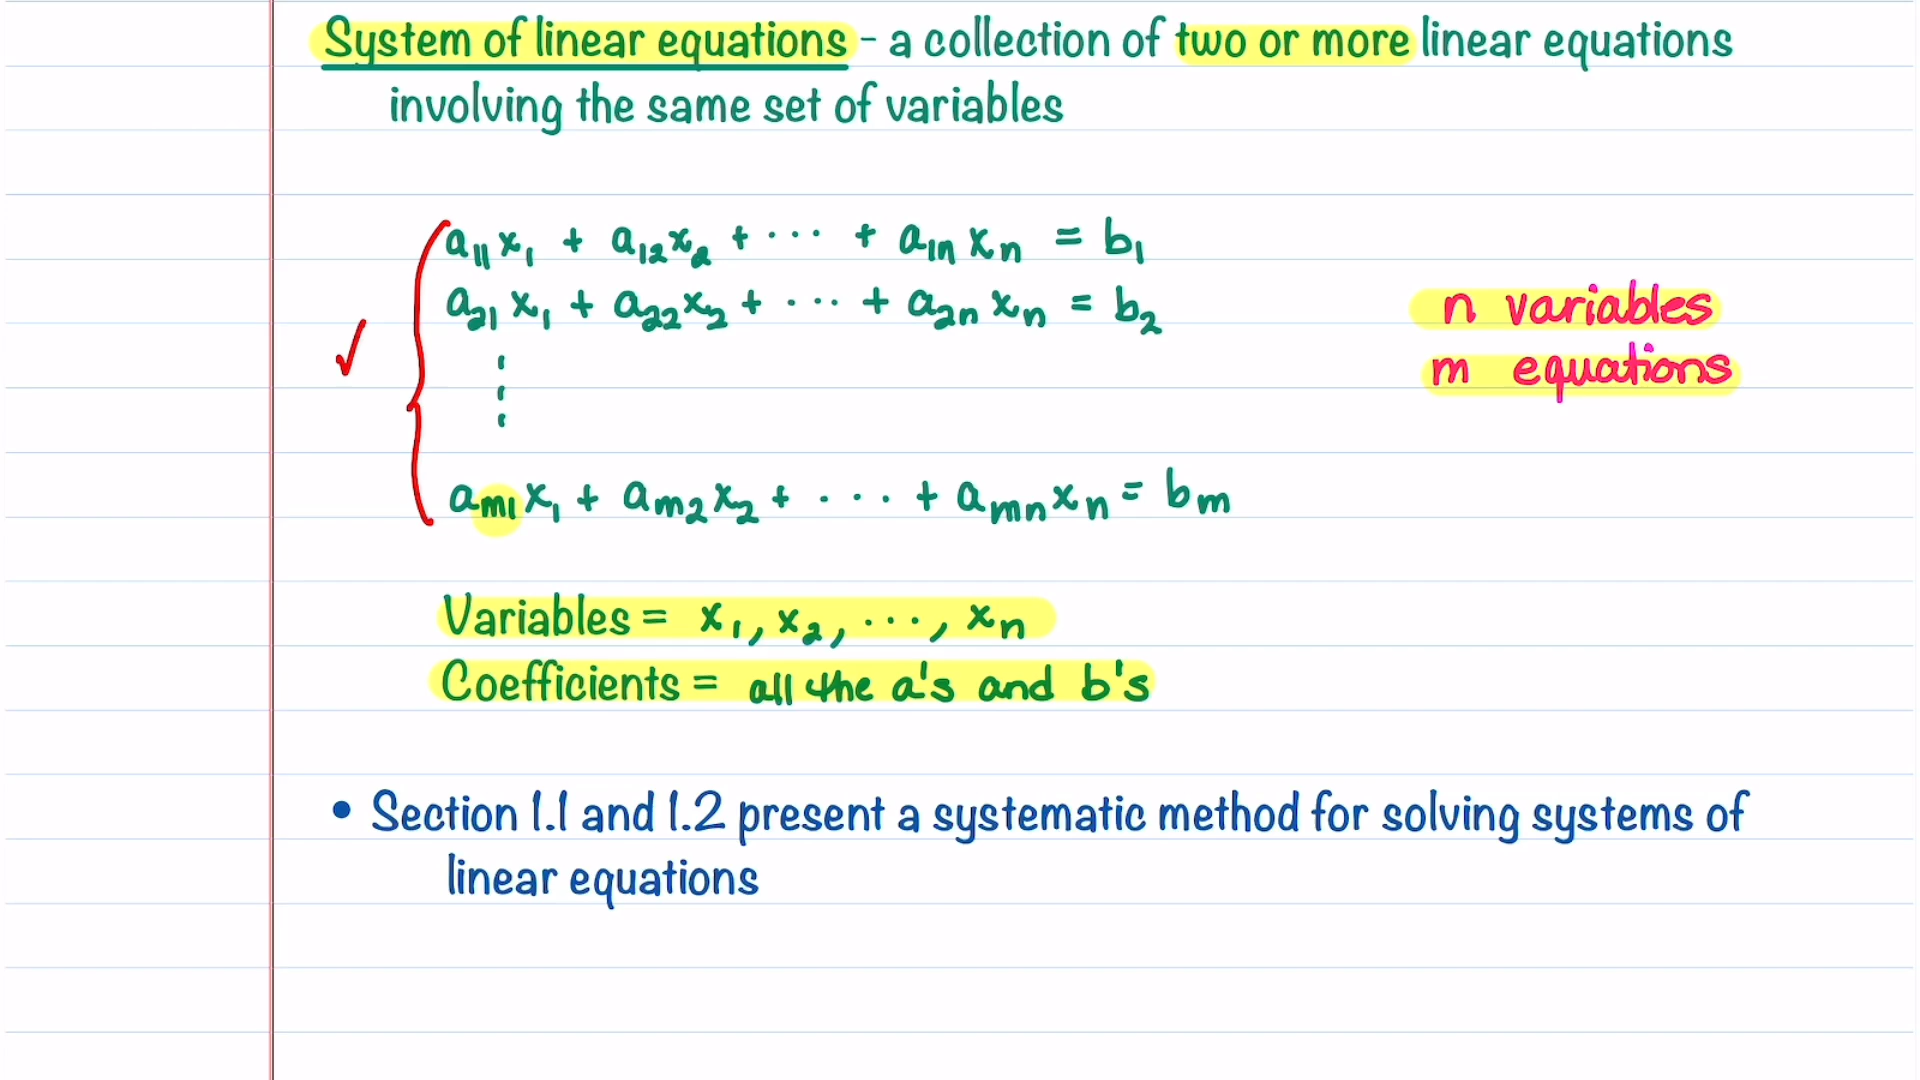 System of linear equations - a collection of two or more linear equations
involving the same set of variables
a₁₁x₁ + a₁₂x₂ + ··· + a₁ₙxₙ = b₁
a₂₁x₁ + a₂₂x₂ + ··· + a₂ₙxₙ = b₂
n variables
m equations
⋮
aₘ₁x₁ + aₘ₂x₂ + ··· + aₘₙxₙ = bₘ
Variables = x₁, x₂, ···, xₙ
Coefficients = all the a's and b's
• Section 1.1 and 1.2 present a systematic method for solving systems of
linear equations